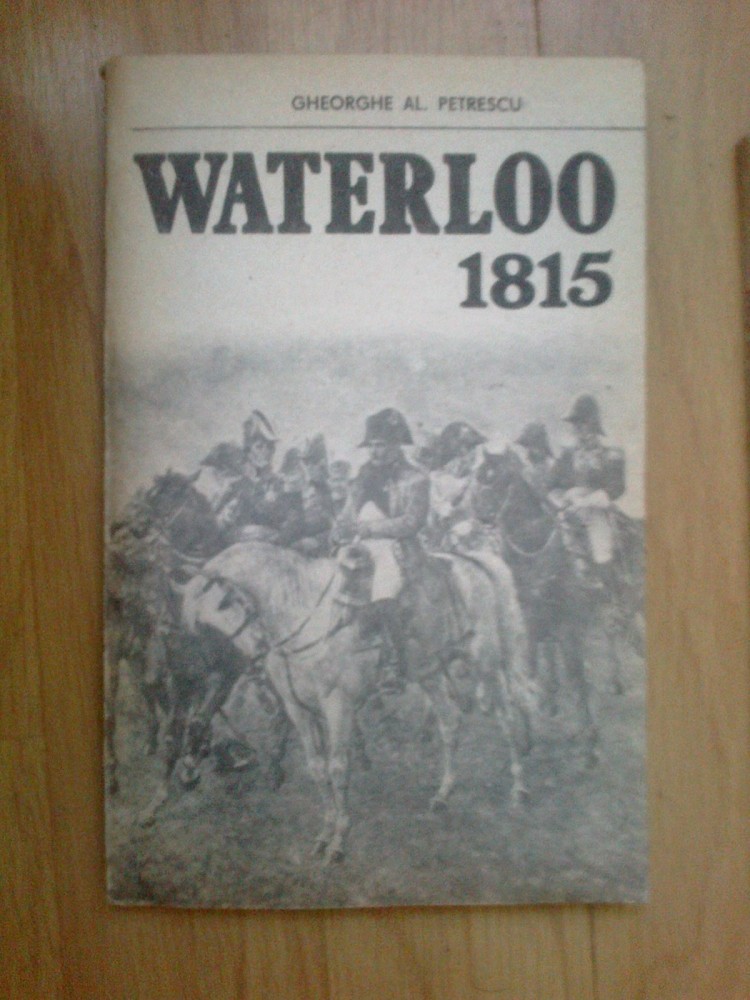 GHEORGHE AL. PETRESCU
WATERLOO
1815